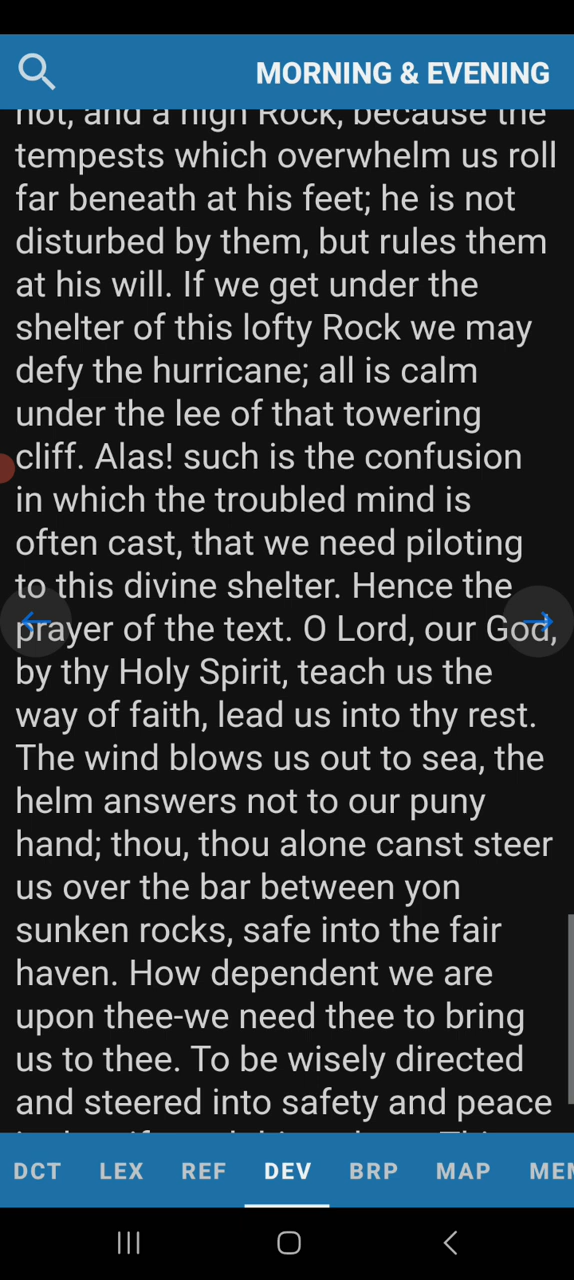 MORNING & EVENING
not, and a high Rock, because the
tempests which overwhelm us roll
far beneath at his feet; he is not
disturbed by them, but rules them
at his will. If we get under the
shelter of this lofty Rock we may
defy the hurricane; all is calm
under the lee of that towering
cliff. Alas! such is the confusion
in which the troubled mind is
often cast, that we need piloting
to this divine shelter. Hence the
prayer of the text. O Lord, our God,
by thy Holy Spirit, teach us the
way of faith, lead us into thy rest.
The wind blows us out to sea, the
helm answers not to our puny
hand; thou, thou alone canst steer
us over the bar between yon
sunken rocks, safe into the fair
haven. How dependent we are
upon thee-we need thee to bring
us to thee. To be wisely directed
and steered into safety and peace
DCT LEX REF DEV BRP MAP MEM